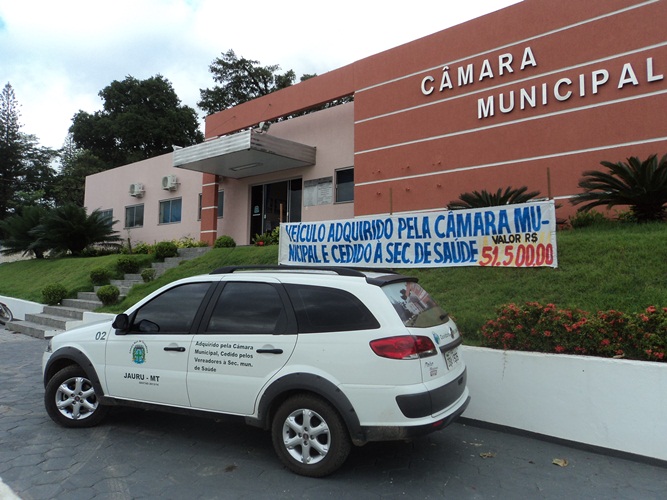 CÂMARA
MUNICIPAL
VEÍCULO ADQUIRIDO PELA CÂMARA MU-
NICIPAL E CEDIDO À SEC. DE SAÚDE
VALOR R$
51.500,00
02
Adquirido pela Câmara
Municipal, Cedido pelos
Vereadores a Sec. mun.
de Saúde
JAURU - MT